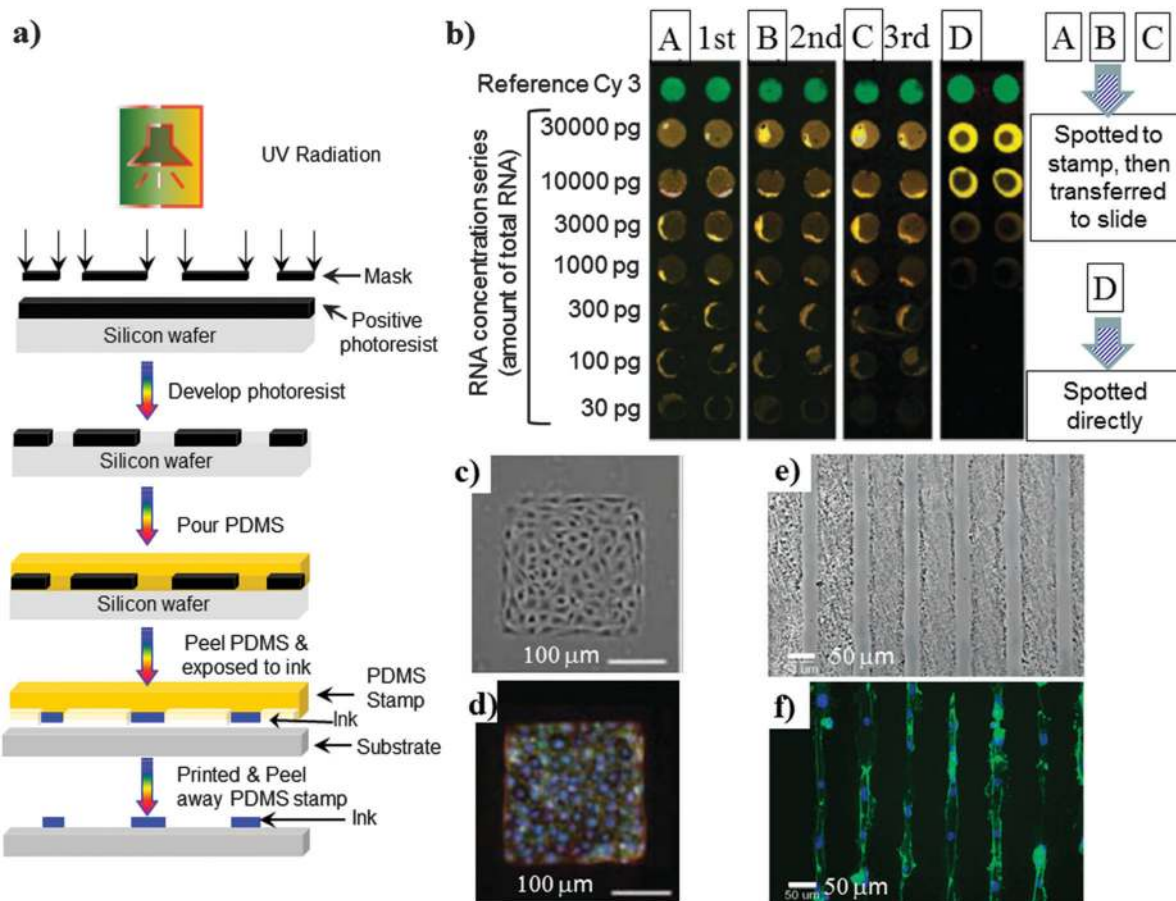 a)
UV Radiation
Mask
Positive
photoresist
Silicon wafer
Develop photoresist
Silicon wafer
Pour PDMS
Silicon wafer
Peel PDMS &
exposed to ink
PDMS
Stamp
Ink
Substrate
Printed & Peel
away PDMS stamp
Ink
b)
A 1st B 2nd C 3rd D
Reference Cy 3
RNA concentration series
(amount of total RNA)
30000 pg
10000 pg
3000 pg
1000 pg
300 pg
100 pg
30 pg
A B C
Spotted to
stamp, then
transferred
to slide
D
Spotted
directly
c)
100 µm
d)
100 µm
e)
50 µm
f)
50 um 50 µm